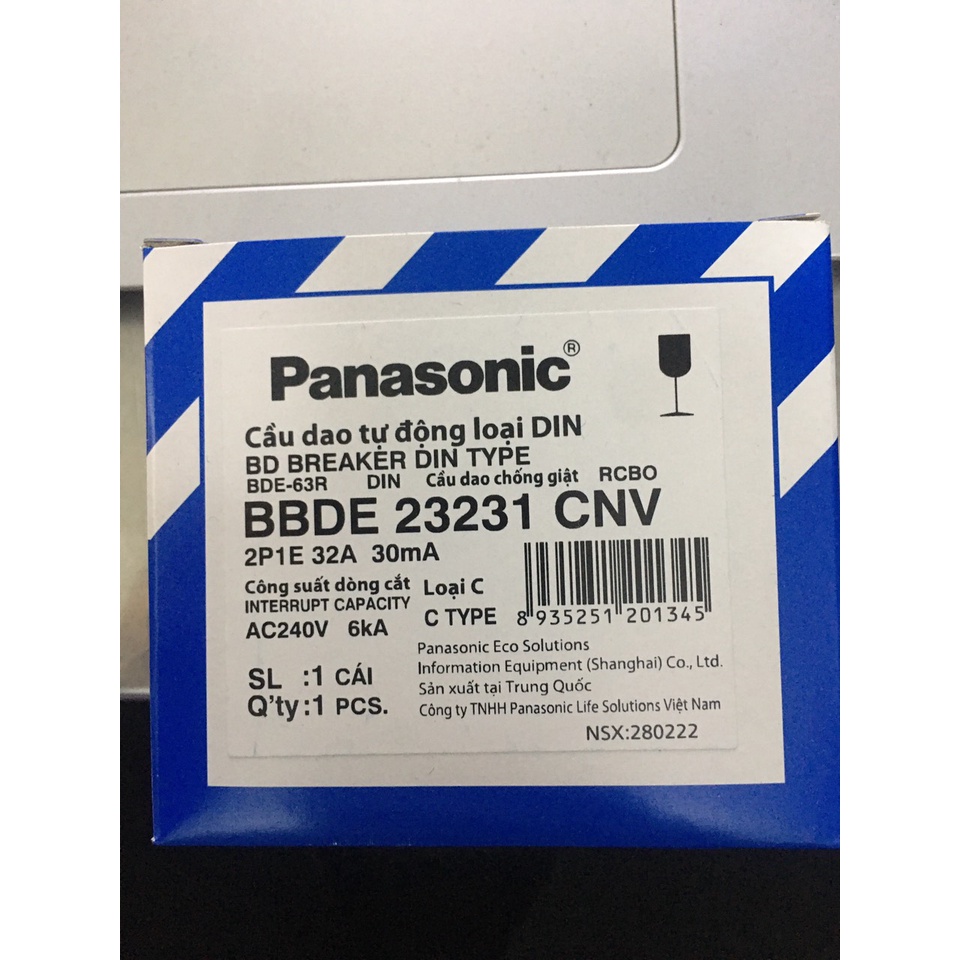 Panasonic®
Cầu dao tự động loại DIN
BD BREAKER DIN TYPE
BDE-63R DIN Cầu dao chống giật RCBO
BBDE 23231 CNV
2P1E 32A 30mA
Công suất dòng cắt Loại C
INTERRUPT CAPACITY C TYPE
AC240V 6kA
8 935251 201345
SL :1 CÁI
Q'ty :1 PCS.
Panasonic Eco Solutions
Information Equipment (Shanghai) Co., Ltd.
Sản xuất tại Trung Quốc
Công ty TNHH Panasonic Life Solutions Việt Nam
NSX:280222